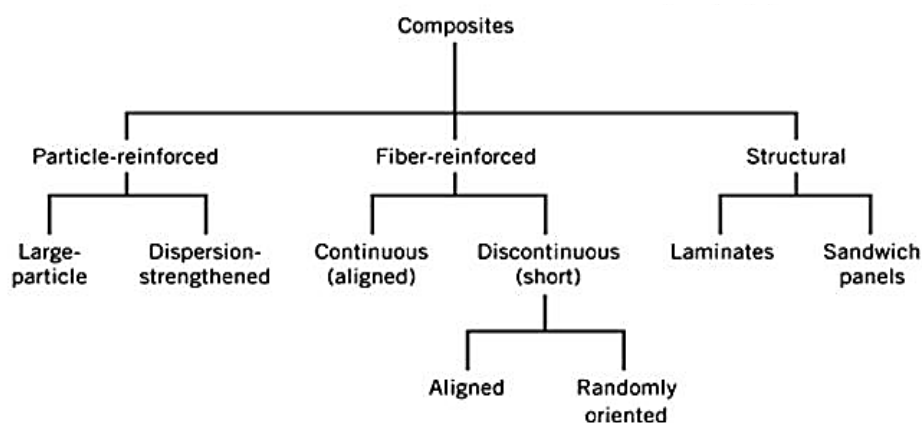 Composites
Particle-reinforced
Fiber-reinforced
Structural
Large-
particle
Dispersion-
strengthened
Continuous
(aligned)
Discontinuous
(short)
Laminates
Sandwich
panels
Aligned
Randomly
oriented